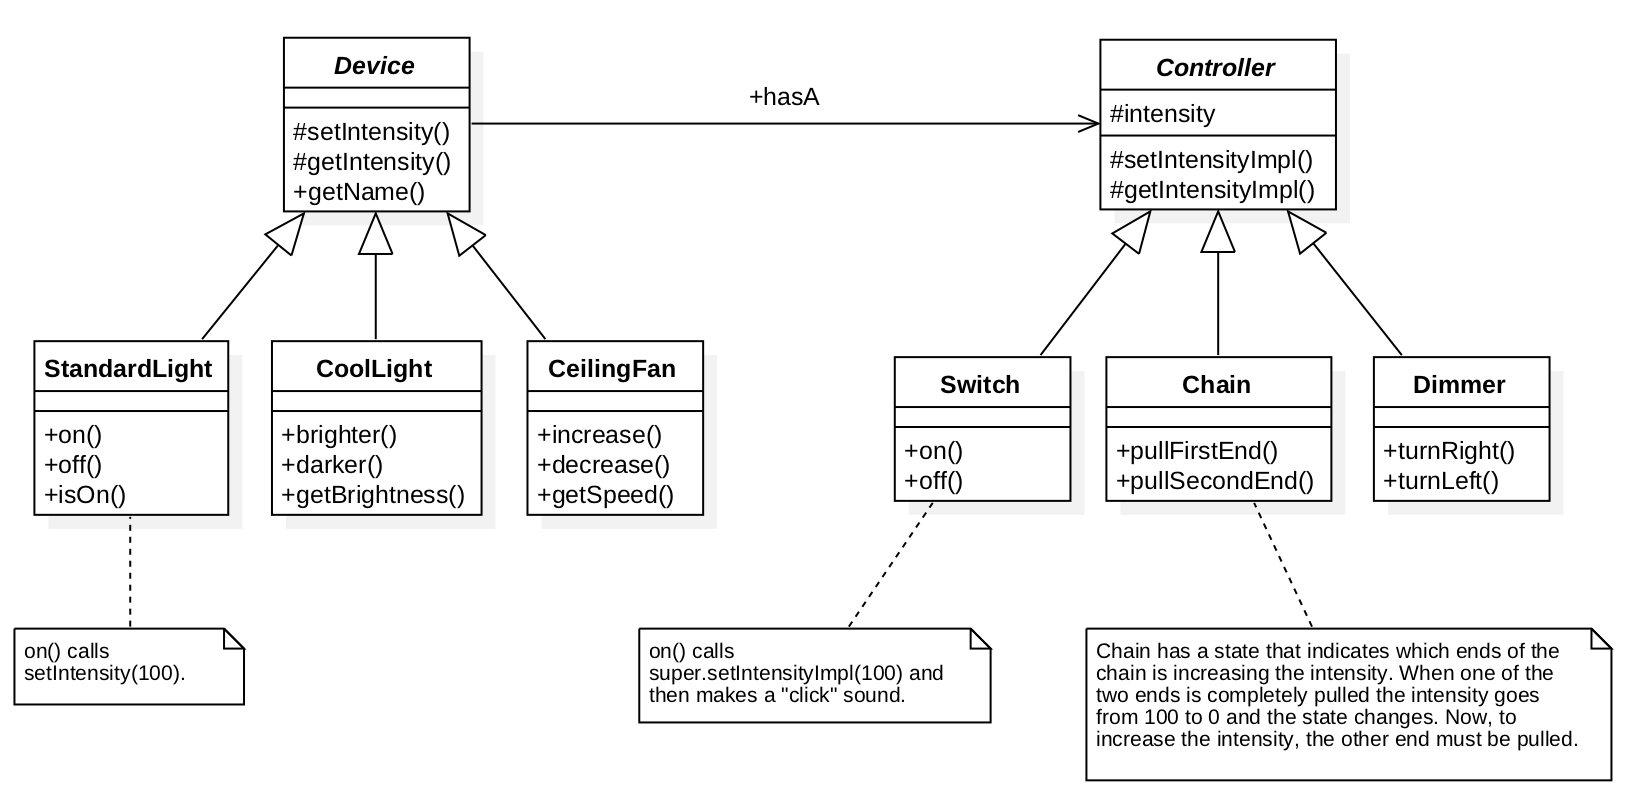 Device
#setIntensity()
#getIntensity()
+getName()
+hasA
Controller
#intensity
#setIntensityImpl()
#getIntensityImpl()
StandardLight
+on()
+off()
+isOn()
CoolLight
+brighter()
+darker()
+getBrightness()
CeilingFan
+increase()
+decrease()
+getSpeed()
Switch
+on()
+off()
Chain
+pullFirstEnd()
+pullSecondEnd()
Dimmer
+turnRight()
+turnLeft()
on() calls
setIntensity(100).
on() calls
super.setIntensityImpl(100) and
then makes a "click" sound.
Chain has a state that indicates which ends of the
chain is increasing the intensity. When one of the
two ends is completely pulled the intensity goes
from 100 to 0 and the state changes. Now, to
increase the intensity, the other end must be pulled.